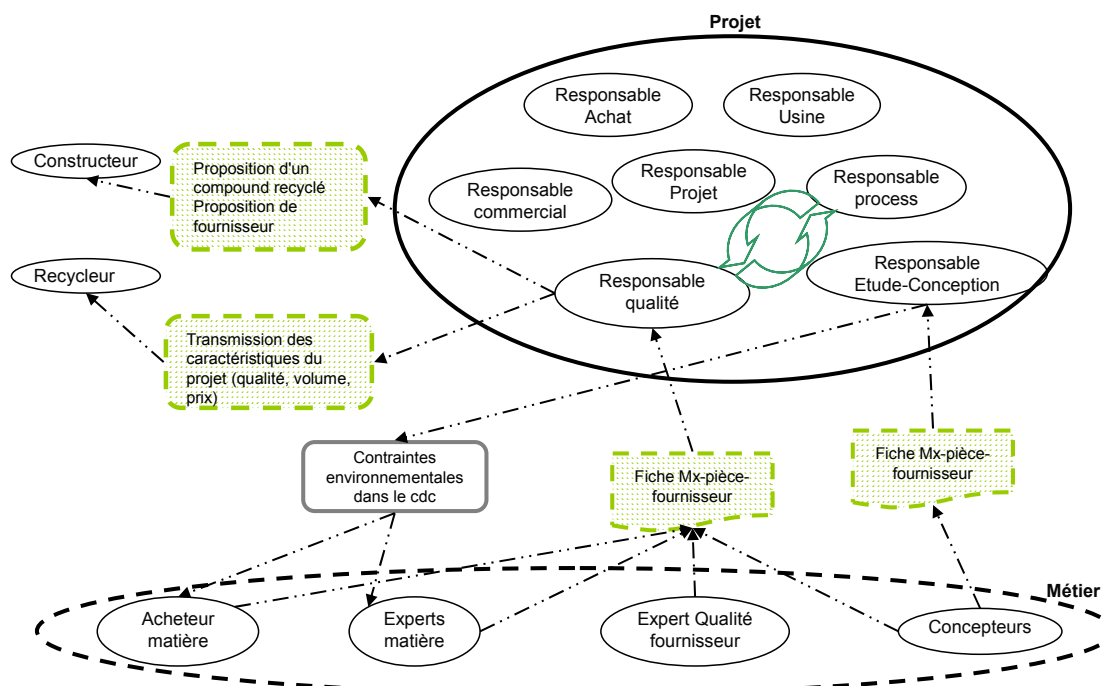 Projet
Responsable
Achat
Responsable
Usine
Constructeur
Proposition d'un
compound recyclé
Proposition de
fournisseur
Responsable
commercial
Responsable
Projet
Responsable
process
Recycleur
Responsable
qualité
Responsable
Etude-Conception
Transmission des
caractéristiques du
projet (qualité, volume,
prix)
Contraintes
environnementales
dans le cdc
Fiche Mx-pièce-
fournisseur
Fiche Mx-pièce-
fournisseur
Métier
Acheteur
matière
Experts
matière
Expert Qualité
fournisseur
Concepteurs